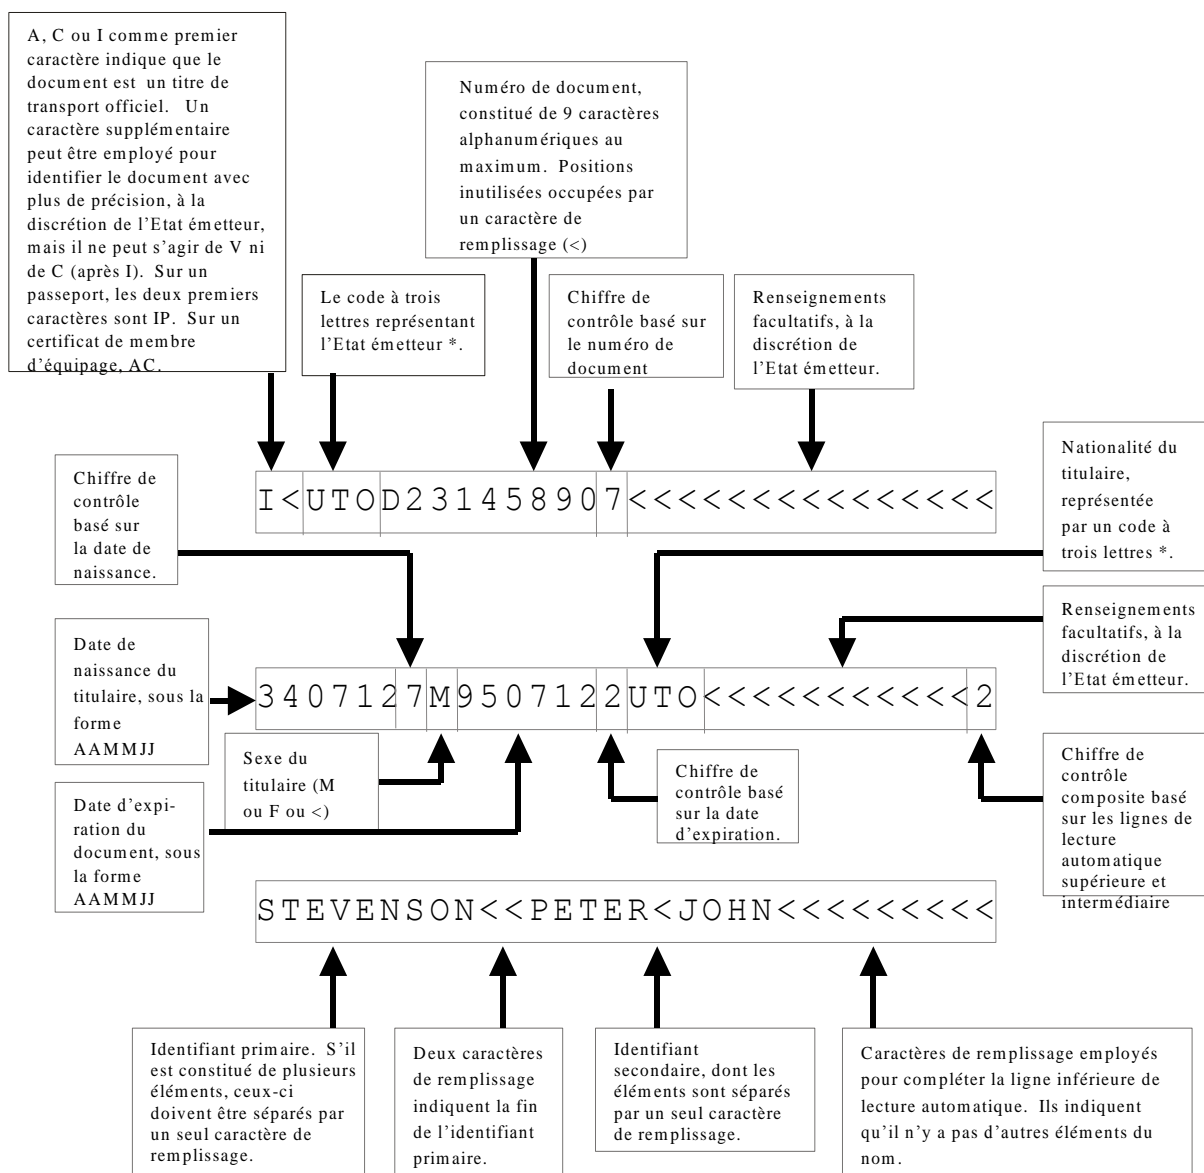 A, C ou I comme premier
caractère indique que le
document est un titre de
transport officiel. Un
caractère supplémentaire
peut être employé pour
identifier le document avec
plus de précision, à la
discrétion de l'Etat émetteur,
mais il ne peut s'agir de V ni
de C (après I). Sur un
passeport, les deux premiers
caractères sont IP. Sur un
certificat de membre
d'équipage, AC.
Le code à trois
lettres représentant
l'Etat émetteur *.
Numéro de document,
constitué de 9 caractères
alphanumériques au
maximum. Positions
inutilisées occupées par
un caractère de
remplissage (<)
Chiffre de
contrôle basé sur
le numéro de
document
Renseignements
facultatifs, à la
discrétion de
l'Etat émetteur.
Nationalité du
titulaire,
représentée
par un code à
trois lettres *.
Chiffre de
contrôle
basé sur
la date de
naissance.
I<UTOD231458907<<<<<<<<<<<<<<<
Renseignements
facultatifs, à la
discrétion de
l'Etat émetteur.
Date de
naissance du
titulaire, sous la
forme
AAMMJJ
3407127M9507122UTO<<<<<<<<<<<2
Sexe du
titulaire (M
ou F ou <)
Chiffre de
contrôle basé
sur la date
d'expiration.
Chiffre de
contrôle
composite basé
sur les lignes de
lecture
automatique
supérieure et
intermédiaire
Date d'expi-
ration du
document, sous
la forme
AAMMJJ
STEVENSON<<PETER<JOHN<<<<<<<<<
Identifiant primaire. S'il
est constitué de plusieurs
éléments, ceux-ci
doivent être séparés par
un seul caractère de
remplissage.
Deux caractères
de remplissage
indiquent la fin
de l'identifiant
primaire.
Identifiant
secondaire, dont les
éléments sont séparés
par un seul caractère
de remplissage.
Caractères de remplissage employés
pour compléter la ligne inférieure de
lecture automatique. Ils indiquent
qu'il n'y a pas d'autres éléments du
nom.